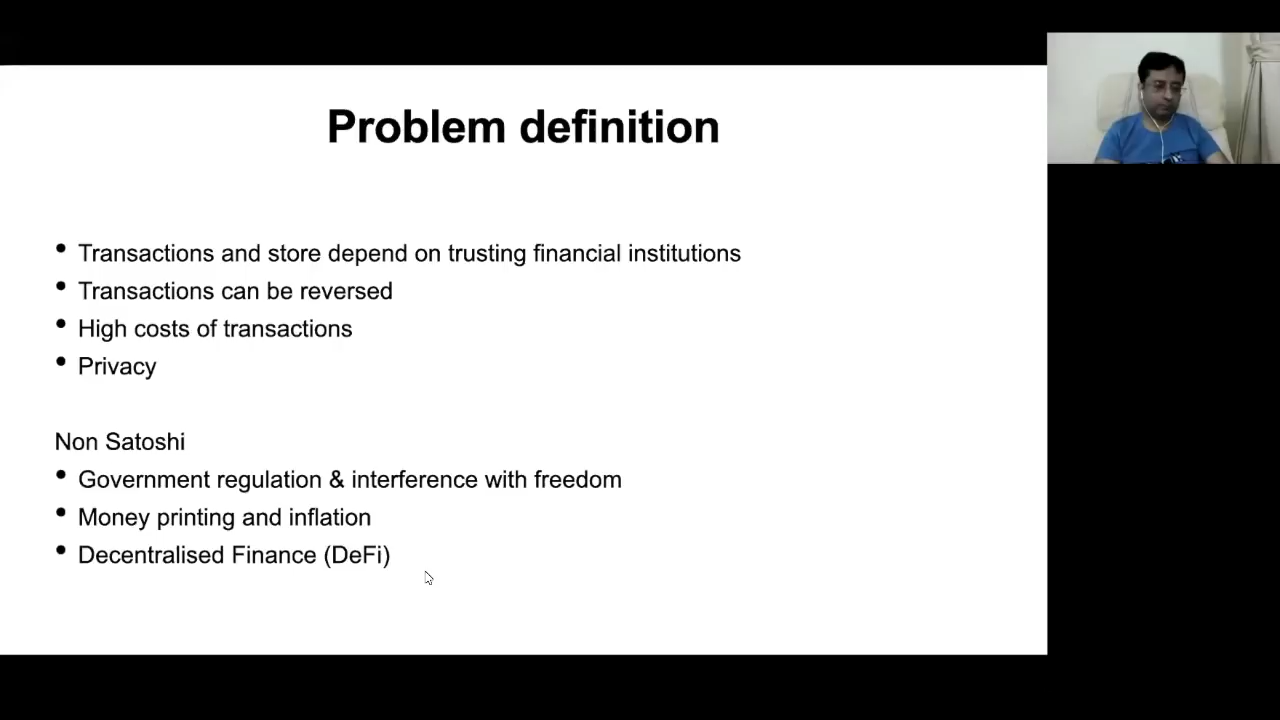 Problem definition
• Transactions and store depend on trusting financial institutions
• Transactions can be reversed
• High costs of transactions
• Privacy
Non Satoshi
• Government regulation & interference with freedom
• Money printing and inflation
• Decentralised Finance (DeFi)